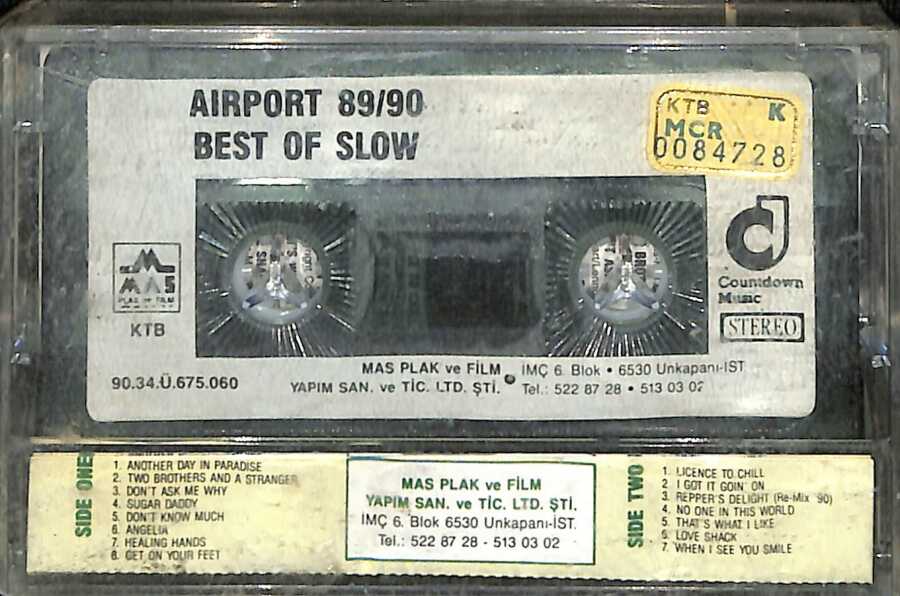 AIRPORT 89/90
BEST OF SLOW
KTB K
MCR
0084728
MAS
PLAK ve FİLM
KTB
90.34.Ü.675.060
Countdown
Music
STEREO
MAS PLAK ve FİLM
YAPIM SAN. ve TİC. LTD. ŞTİ.
İMÇ 6. Blok • 6530 Unkapanı-İST
Tel.: 522 87 28 • 513 03 02
SIDE ONE
1. ANOTHER DAY IN PARADISE
2. TWO BROTHERS AND A STRANGER
3. DON'T ASK ME WHY
4. SUGAR DADDY
5. DON'T KNOW MUCH
6. ANGELIA
7. HEALING HANDS
8. GET ON YOUR FEET
MAS PLAK ve FİLM
YAPIM SAN. ve TİC. LTD. ŞTİ.
İMÇ 6. Blok 6530 Unkapanı-İST.
Tel.: 522 87 28 - 513 03 02
SIDE TWO
1. LICENCE TO CHILL
2. I GOT IT GOIN' ON
3. REPPER'S DELIGHT (Re-Mix '90)
4. NO ONE IN THIS WORLD
5. THAT'S WHAT I LIKE
6. LOVE SHACK
7. WHEN I SEE YOU SMILE